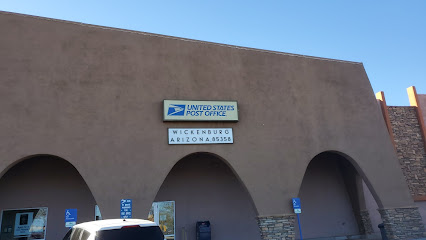 UNITED STATES
POST OFFICE
WICKENBURG
ARIZONA, 85358